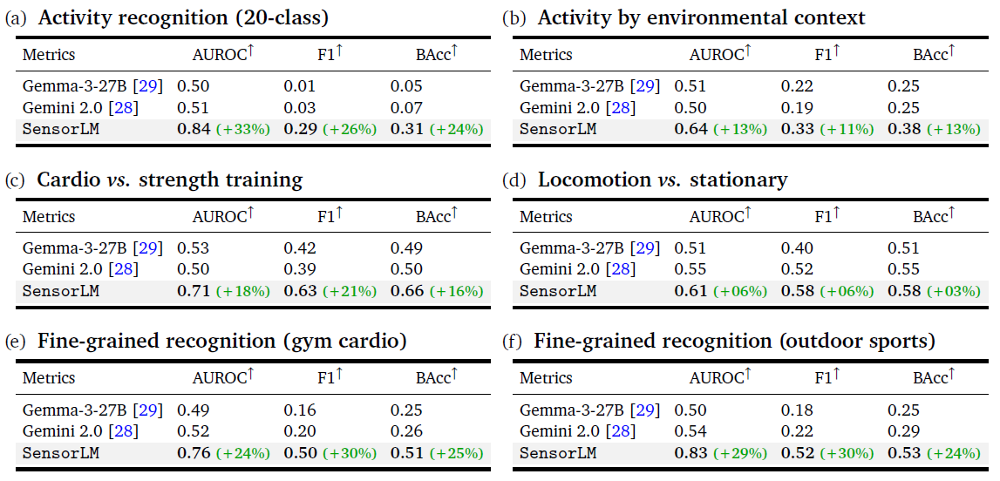 (a) Activity recognition (20-class)
Metrics AUROC↑ F1↑ BAcc↑
Gemma-3-27B [29] 0.50 0.01 0.05
Gemini 2.0 [28] 0.51 0.03 0.07
SensorLM 0.84 (+33%) 0.29 (+26%) 0.31 (+24%)
(b) Activity by environmental context
Metrics AUROC↑ F1↑ BAcc↑
Gemma-3-27B [29] 0.51 0.22 0.25
Gemini 2.0 [28] 0.50 0.19 0.25
SensorLM 0.64 (+13%) 0.33 (+11%) 0.38 (+13%)
(c) Cardio vs. strength training
Metrics AUROC↑ F1↑ BAcc↑
Gemma-3-27B [29] 0.53 0.42 0.49
Gemini 2.0 [28] 0.50 0.39 0.50
SensorLM 0.71 (+18%) 0.63 (+21%) 0.66 (+16%)
(d) Locomotion vs. stationary
Metrics AUROC↑ F1↑ BAcc↑
Gemma-3-27B [29] 0.51 0.40 0.51
Gemini 2.0 [28] 0.55 0.52 0.55
SensorLM 0.61 (+06%) 0.58 (+06%) 0.58 (+03%)
(e) Fine-grained recognition (gym cardio)
Metrics AUROC↑ F1↑ BAcc↑
Gemma-3-27B [29] 0.49 0.16 0.25
Gemini 2.0 [28] 0.52 0.20 0.26
SensorLM 0.76 (+24%) 0.50 (+30%) 0.51 (+25%)
(f) Fine-grained recognition (outdoor sports)
Metrics AUROC↑ F1↑ BAcc↑
Gemma-3-27B [29] 0.50 0.18 0.25
Gemini 2.0 [28] 0.54 0.22 0.29
SensorLM 0.83 (+29%) 0.52 (+30%) 0.53 (+24%)